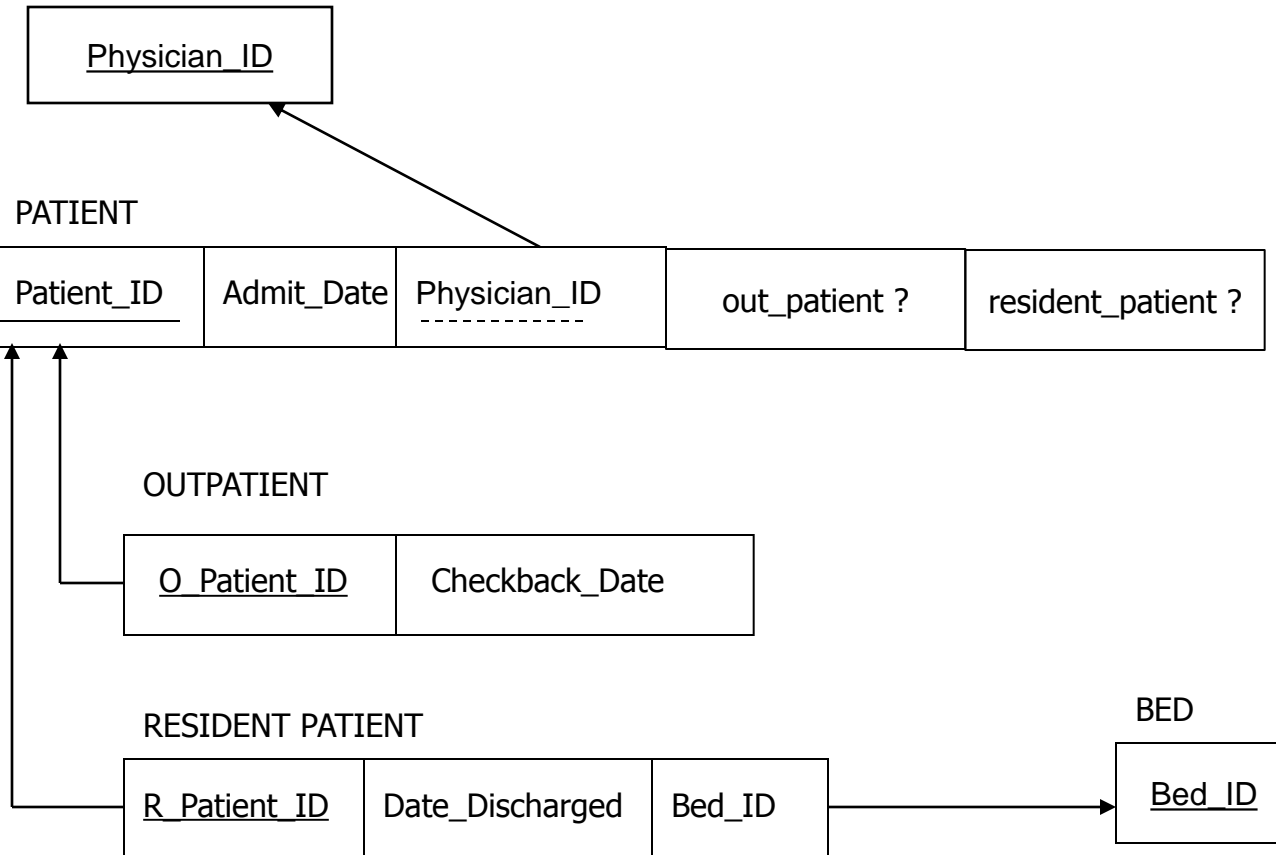 Physician_ID
PATIENT
Patient_ID Admit_Date Physician_ID out_patient ? resident_patient ?
OUTPATIENT
O_Patient_ID Checkback_Date
RESIDENT PATIENT
BED
R_Patient_ID Date_Discharged Bed_ID
Bed_ID